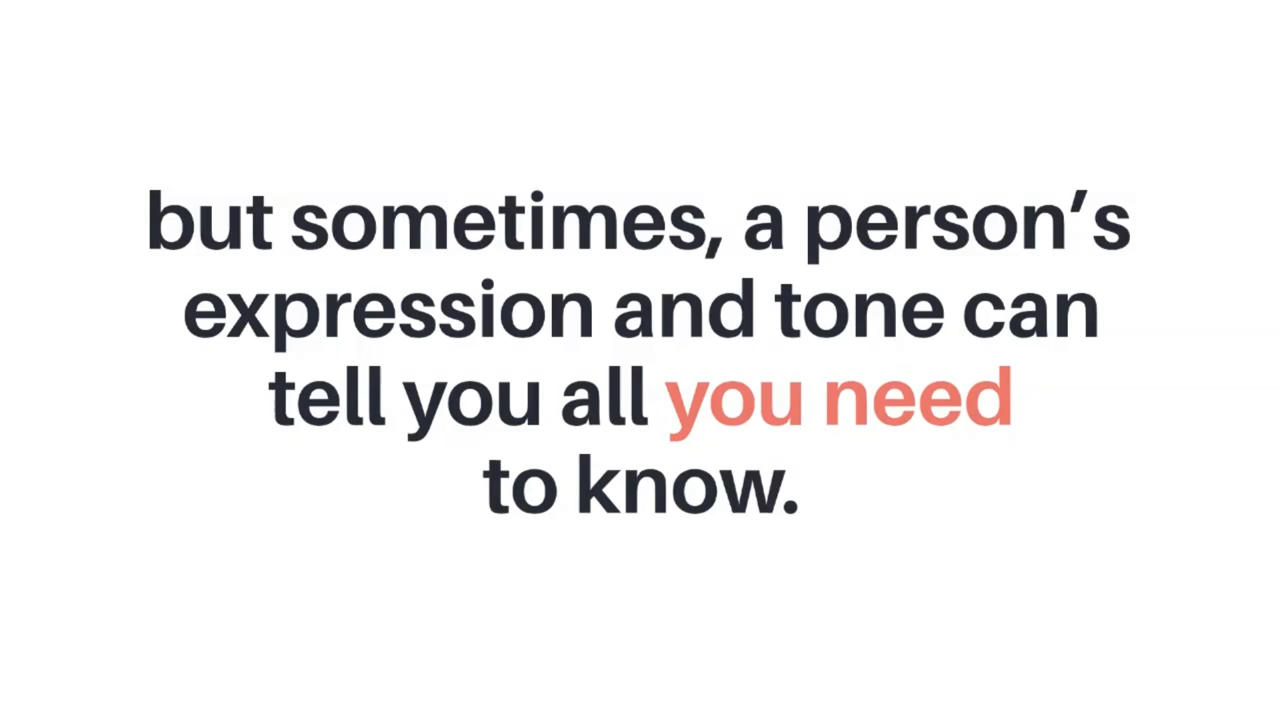 but sometimes, a person’s
expression and tone can
tell you all you need
to know.